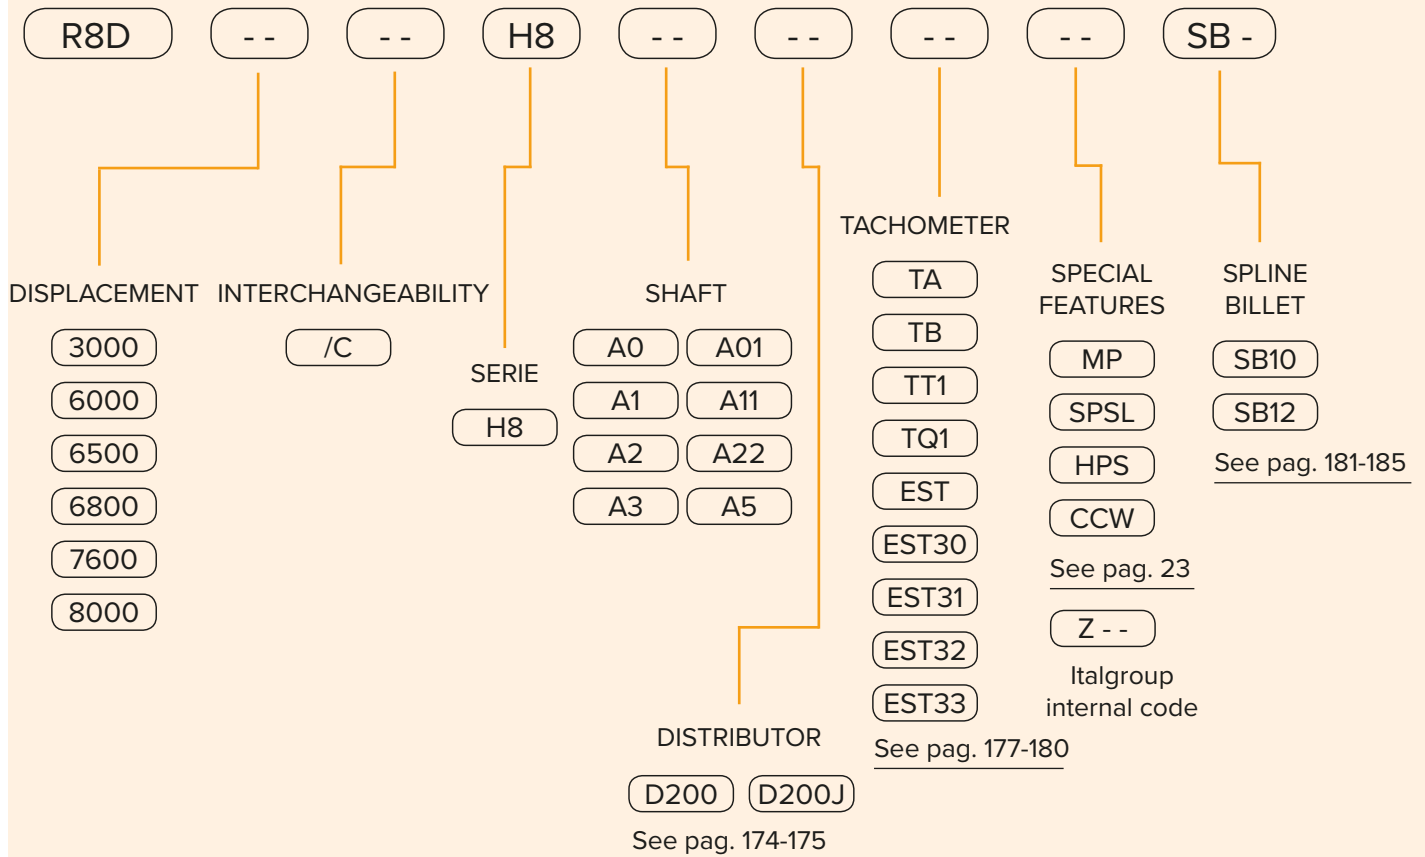 R8D -- -- H8 -- -- -- -- SB -
DISPLACEMENT
3000
6000
6500
6800
7600
8000
INTERCHANGEABILITY
/C
SERIE
H8
SHAFT
A0 A01
A1 A11
A2 A22
A3 A5
DISTRIBUTOR
D200 D200J
See pag. 174-175
TACHOMETER
TA
TB
TT1
TQ1
EST
EST30
EST31
EST32
EST33
See pag. 177-180
SPECIAL
FEATURES
MP
SPSL
HPS
CCW
See pag. 23
Z - -
Italgroup
internal code
SPLINE
BILLET
SB10
SB12
See pag. 181-185